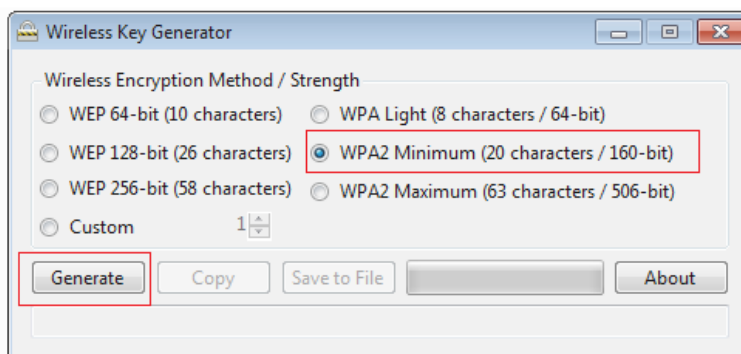 Wireless Key Generator
Wireless Encryption Method / Strength
WEP 64-bit (10 characters) WPA Light (8 characters / 64-bit)
WEP 128-bit (26 characters) WPA2 Minimum (20 characters / 160-bit)
WEP 256-bit (58 characters) WPA2 Maximum (63 characters / 506-bit)
Custom 1
Generate Copy Save to File About